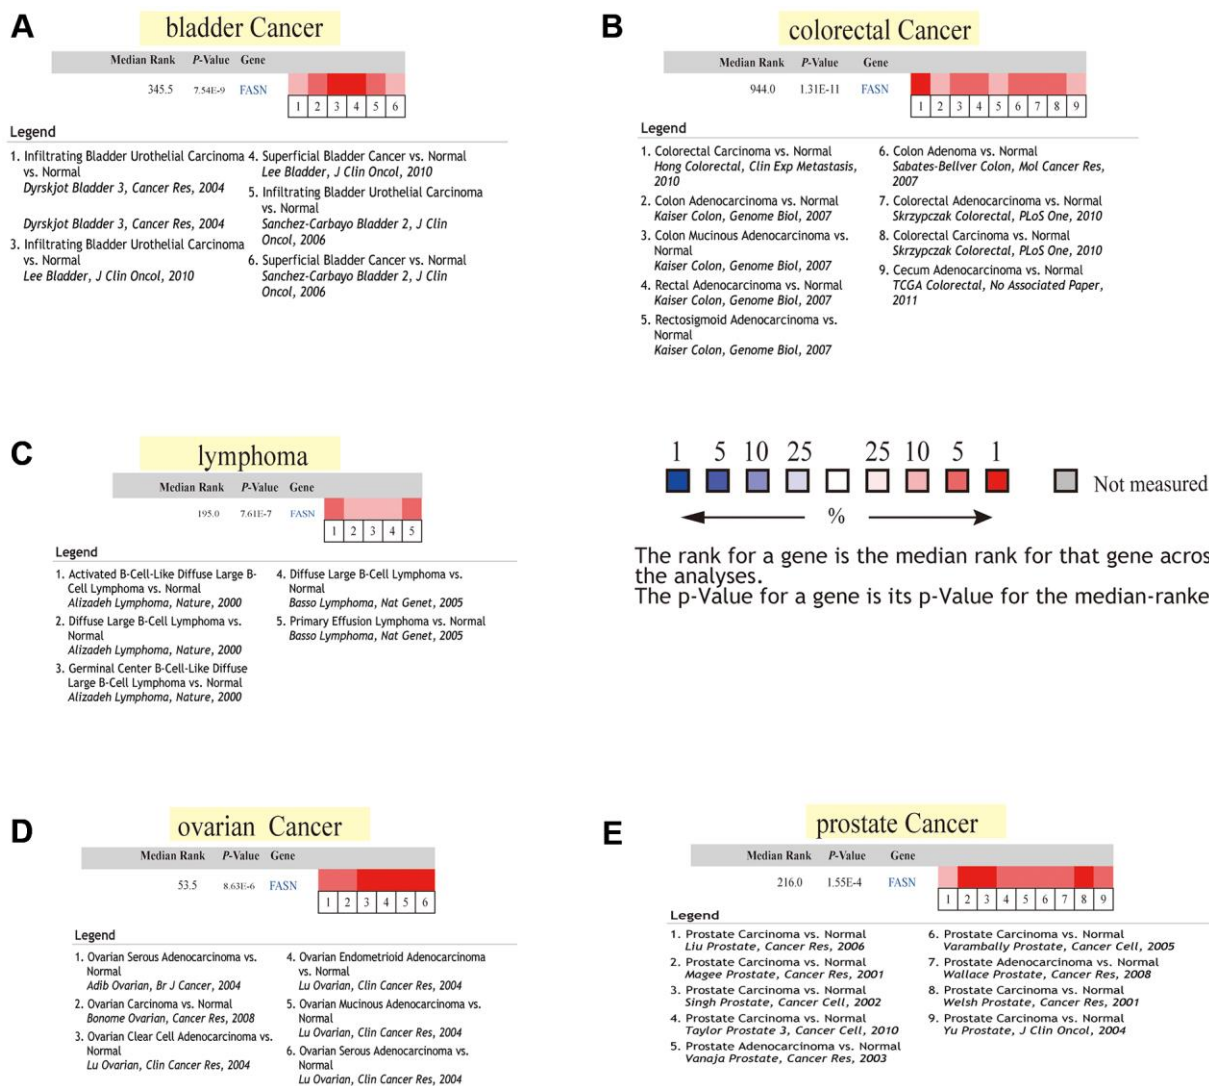 A
bladder Cancer
Median Rank P-Value Gene
345.5 7.54E-9 FASN
1 2 3 4 5 6
Legend
1. Infiltrating Bladder Urothelial Carcinoma
vs. Normal
Dyrskjot Bladder 3, Cancer Res, 2004
Dyrskjot Bladder 3, Cancer Res, 2004
3. Infiltrating Bladder Urothelial Carcinoma
vs. Normal
Lee Bladder, J Clin Oncol, 2010
4. Superficial Bladder Cancer vs. Normal
Lee Bladder, J Clin Oncol, 2010
5. Infiltrating Bladder Urothelial Carcinoma
vs. Normal
Sanchez-Carbayo Bladder 2, J Clin
Oncol, 2006
6. Superficial Bladder Cancer vs. Normal
Sanchez-Carbayo Bladder 2, J Clin
Oncol, 2006
B
colorectal Cancer
Median Rank P-Value Gene
944.0 1.31E-11 FASN
1 2 3 4 5 6 7 8 9
Legend
1. Colorectal Carcinoma vs. Normal
Hong Colorectal, Clin Exp Metastasis,
2010
2. Colon Adenocarcinoma vs. Normal
Kaiser Colon, Genome Biol, 2007
3. Colon Mucinous Adenocarcinoma vs.
Normal
Kaiser Colon, Genome Biol, 2007
4. Rectal Adenocarcinoma vs. Normal
Kaiser Colon, Genome Biol, 2007
5. Rectosigmoid Adenocarcinoma vs.
Normal
Kaiser Colon, Genome Biol, 2007
6. Colon Adenoma vs. Normal
Sabates-Bellver Colon, Mol Cancer Res,
2007
7. Colorectal Adenocarcinoma vs. Normal
Skrzypczak Colorectal, PLoS One, 2010
8. Colorectal Carcinoma vs. Normal
Skrzypczak Colorectal, PLoS One, 2010
9. Cecum Adenocarcinoma vs. Normal
TCGA Colorectal, No Associated Paper,
2011
C
lymphoma
Median Rank P-Value Gene
195.0 7.61E-7 FASN
1 2 3 4 5
Legend
1. Activated B-Cell-Like Diffuse Large B-
Cell Lymphoma vs. Normal
Alizadeh Lymphoma, Nature, 2000
2. Diffuse Large B-Cell Lymphoma vs.
Normal
Alizadeh Lymphoma, Nature, 2000
3. Germinal Center B-Cell-Like Diffuse
Large B-Cell Lymphoma vs. Normal
Alizadeh Lymphoma, Nature, 2000
4. Diffuse Large B-Cell Lymphoma vs.
Normal
Basso Lymphoma, Nat Genet, 2005
5. Primary Effusion Lymphoma vs. Normal
Basso Lymphoma, Nat Genet, 2005
1 5 10 25 25 10 5 1
Not measured
%
The rank for a gene is the median rank for that gene acros
the analyses.
The p-Value for a gene is its p-Value for the median-ranke
D
ovarian Cancer
Median Rank P-Value Gene
53.5 8.63E-6 FASN
1 2 3 4 5 6
Legend
1. Ovarian Serous Adenocarcinoma vs.
Normal
Adib Ovarian, Br J Cancer, 2004
2. Ovarian Carcinoma vs. Normal
Bonome Ovarian, Cancer Res, 2008
3. Ovarian Clear Cell Adenocarcinoma vs.
Normal
Lu Ovarian, Clin Cancer Res, 2004
4. Ovarian Endometrioid Adenocarcinoma
vs. Normal
Lu Ovarian, Clin Cancer Res, 2004
5. Ovarian Mucinous Adenocarcinoma vs.
Normal
Lu Ovarian, Clin Cancer Res, 2004
6. Ovarian Serous Adenocarcinoma vs.
Normal
Lu Ovarian, Clin Cancer Res, 2004
E
prostate Cancer
Median Rank P-Value Gene
216.0 1.55E-4 FASN
1 2 3 4 5 6 7 8 9
Legend
1. Prostate Carcinoma vs. Normal
Liu Prostate, Cancer Res, 2006
2. Prostate Carcinoma vs. Normal
Magee Prostate, Cancer Res, 2001
3. Prostate Carcinoma vs. Normal
Singh Prostate, Cancer Cell, 2002
4. Prostate Carcinoma vs. Normal
Taylor Prostate 3, Cancer Cell, 2010
5. Prostate Adenocarcinoma vs. Normal
Vanaja Prostate, Cancer Res, 2003
6. Prostate Carcinoma vs. Normal
Varambally Prostate, Cancer Cell, 2005
7. Prostate Adenocarcinoma vs. Normal
Wallace Prostate, Cancer Res, 2008
8. Prostate Carcinoma vs. Normal
Welsh Prostate, Cancer Res, 2001
9. Prostate Carcinoma vs. Normal
Yu Prostate, J Clin Oncol, 2004